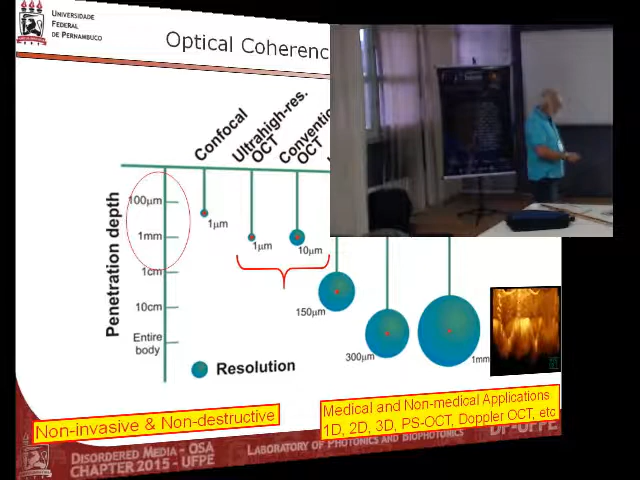 UNIVERSIDADE
FEDERAL
DE PERNAMBUCO
Optical Coherenc
Confocal
Ultrahigh-res.
OCT
Conventio
OCT
Penetration depth
100µm
1mm
1cm
10cm
Entire
body
1µm
1µm
10µm
150µm
300µm
1mm
Resolution
Non-invasive & Non-destructive
Medical and Non-medical Applications
1D, 2D, 3D, PS-OCT, Doppler OCT, etc
DISORDERED MEDIA - OSA
CHAPTER 2015 - UFPE
LABORATORY OF PHOTONICS AND BIOPHOTONICS
DF-UFPE